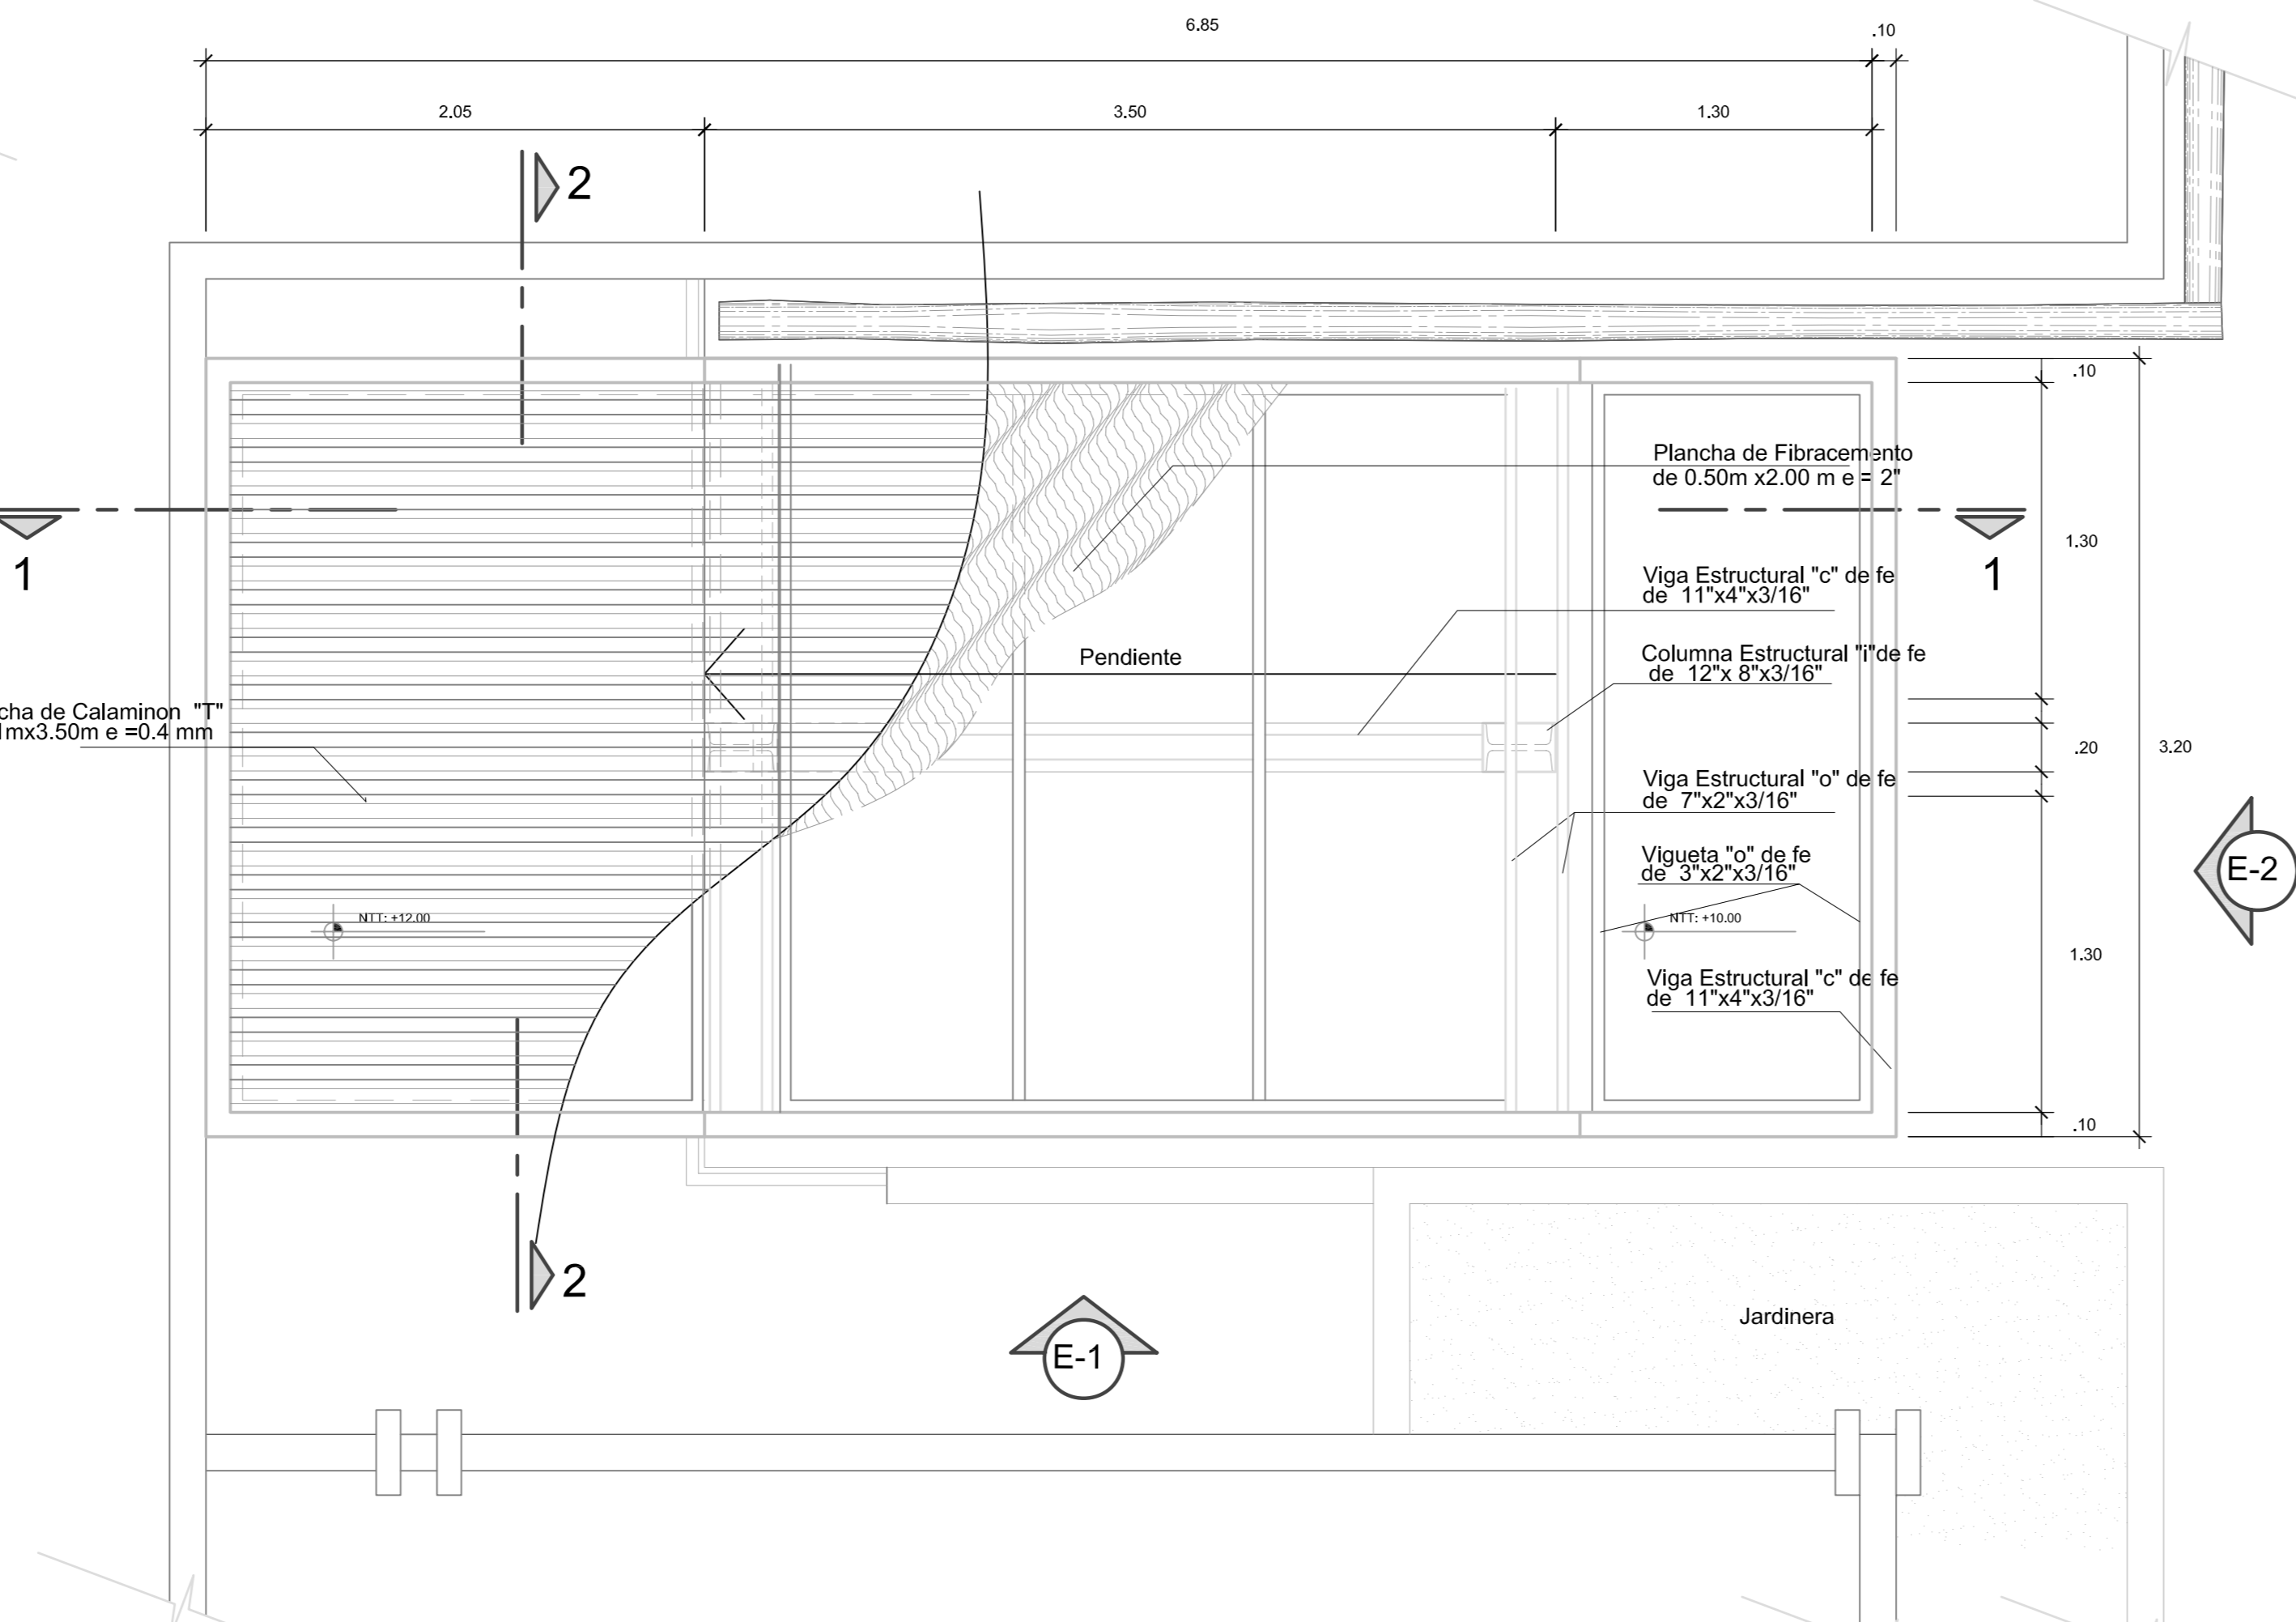 6.85
.10
2.05
3.50
1.30
2
.10
Plancha de Fibracemento
de 0.50m x2.00 m e = 2"
1.30
1
Viga Estructural "c" de fe
de 11"x4"x3/16"
1
Columna Estructural "i"de fe
de 12"x 8"x3/16"
Pendiente
de Calaminon "T"
e =0.4 mm
.20
3.20
Viga Estructural "o" de fe
de 7"x2"x3/16"
Vigueta "o" de fe
de 3"x2"x3/16"
E-2
NTT: +12.00
NTT: +10.00
1.30
Viga Estructural "c" de fe
de 11"x4"x3/16"
.10
2
Jardinera
E-1